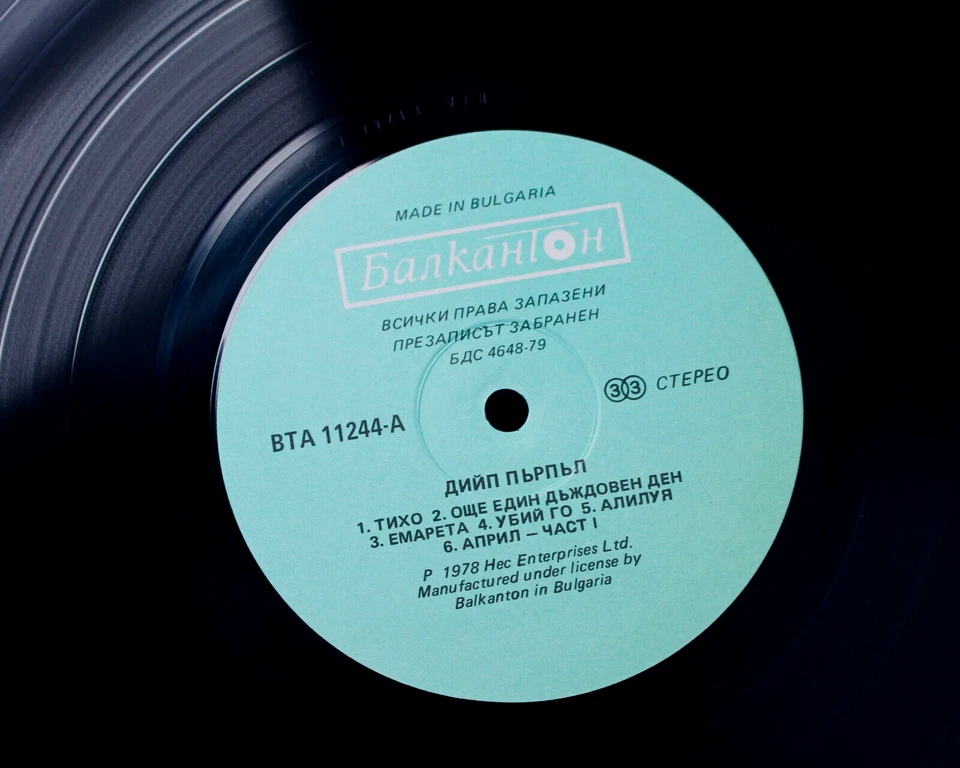 MADE IN BULGARIA
Балкантон
ВСИЧКИ ПРАВА ЗАПАЗЕНИ
ПРЕЗАПИСЪТ ЗАБРАНЕН
БДС 4648-79
33 СТЕРЕО
ВТА 11244-А
ДИЙП ПЪРПЪЛ
1. ТИХО 2. ОЩЕ ЕДИН ДЪЖДОВЕН ДЕН
3. ЕМАРЕТА 4. УБИЙ ГО 5. АЛИЛУЯ
6. АПРИЛ – ЧАСТ I
P 1978 Hec Enterprises Ltd.
Manufactured under license by
Balkanton in Bulgaria